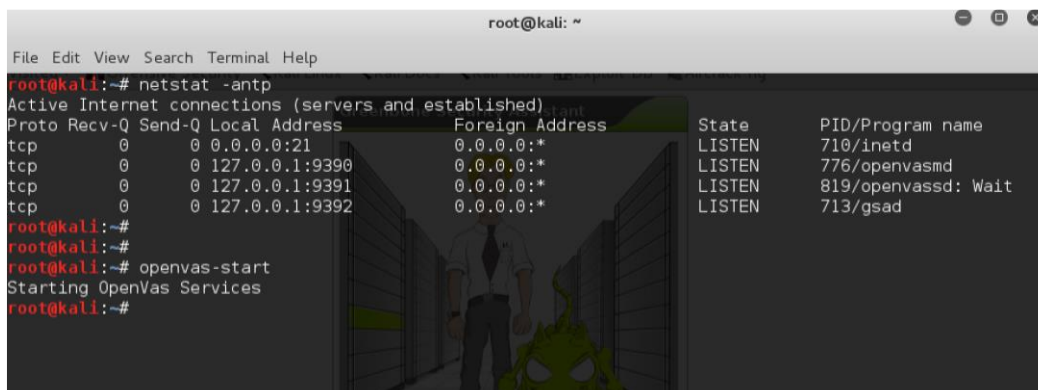 root@kali: ~
File Edit View Search Terminal Help
root@kali:~# netstat -antp
Active Internet connections (servers and established)
Proto Recv-Q Send-Q Local Address Foreign Address State PID/Program name
tcp 0 0 0.0.0.0:21 0.0.0.0:* LISTEN 710/inetd
tcp 0 0 127.0.0.1:9390 0.0.0.0:* LISTEN 776/openvasmd
tcp 0 0 127.0.0.1:9391 0.0.0.0:* LISTEN 819/openvassd: Wait
tcp 0 0 127.0.0.1:9392 0.0.0.0:* LISTEN 713/gsad
root@kali:~#
root@kali:~#
root@kali:~# openvas-start
Starting OpenVas Services
root@kali:~#
Greenbone Security Assistant